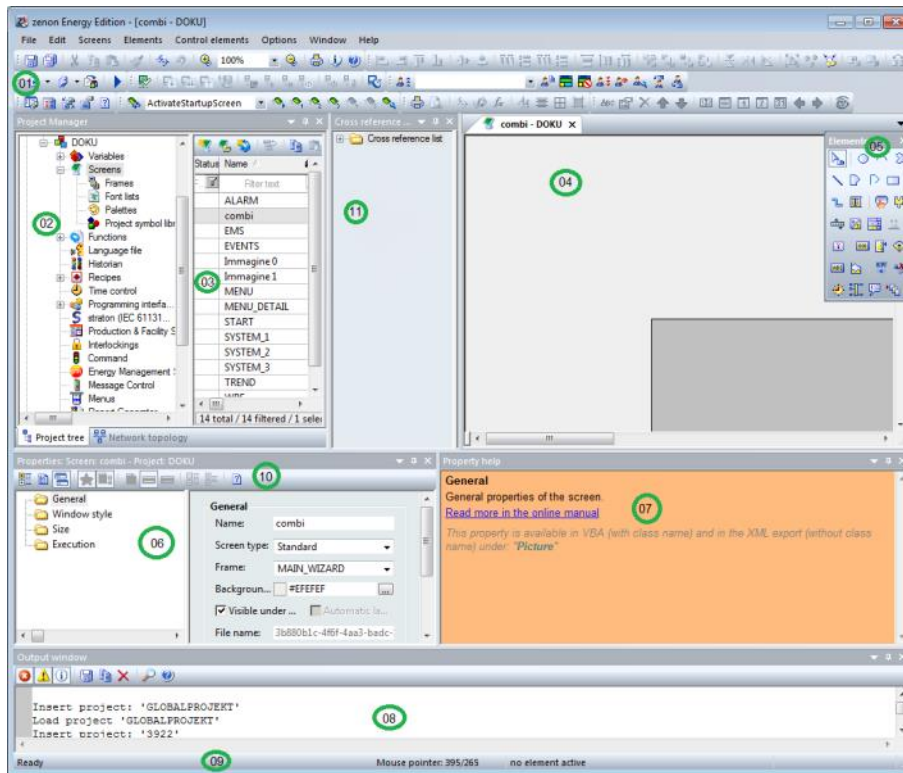 zenon Energy Edition - [combi - DOKU]
File Edit Screens Elements Control elements Options Window Help
100%
01
ActivateStartupScreen
Project Manager
Cross reference ...
combi - DOKU
DOKU
Variables
Screens
Frames
Font lists
Palettes
Project symbol libr
Functions
Language file
Historian
Recipes
Time control
Programming interfa...
straton (IEC 61131...
Production & Facility S
Interlockings
Command
Energy Management
Message Control
Menus
02
Status Name
Filter text
ALARM
combi
EMS
EVENTS
Immagine 0
Immagine 1
MENU
MENU_DETAIL
START
SYSTEM_1
SYSTEM_2
SYSTEM_3
TREND
03
14 total / 14 filtered / 1 selec
Project tree Network topology
Cross reference list
11
04
05
Properties: Screen: combi - Project: DOKU
10
General
Window style
Size
Execution
06
General
Name: combi
Screen type: Standard
Frame: MAIN_WIZARD
Backgroun... #EFEFEF
Visible under ... Automatic la...
File name: 3b880b1c-4f6f-4aa3-badc-
Property help
General
General properties of the screen.
Read more in the online manual
07
This property is available in VBA (with class name) and in the XML export (without class name) under: "Picture"
Output window
Insert project: 'GLOBALPROJEKT'
Load project 'GLOBALPROJEKT'
Insert project: '3922'
08
Ready
09
Mouse pointer: 395/265
no element active